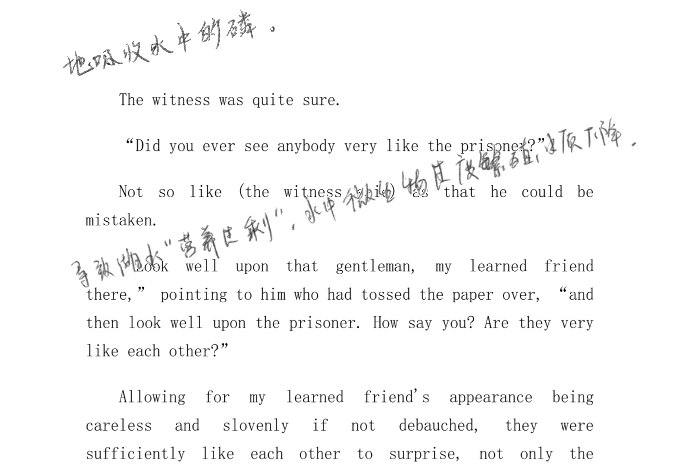 地吸收水中的磷。
The witness was quite sure.
“Did you ever see anybody very like the prisoner?”
Not so like (the witness said) as that he could be
mistaken.
导致湖水“营养过剩”，水中微生物过度繁殖，水质下降.
“Look well upon that gentleman, my learned friend
there,” pointing to him who had tossed the paper over, “and
then look well upon the prisoner. How say you? Are they very
like each other?”
Allowing for my learned friend's appearance being
careless and slovenly if not debauched, they were
sufficiently like each other to surprise, not only the